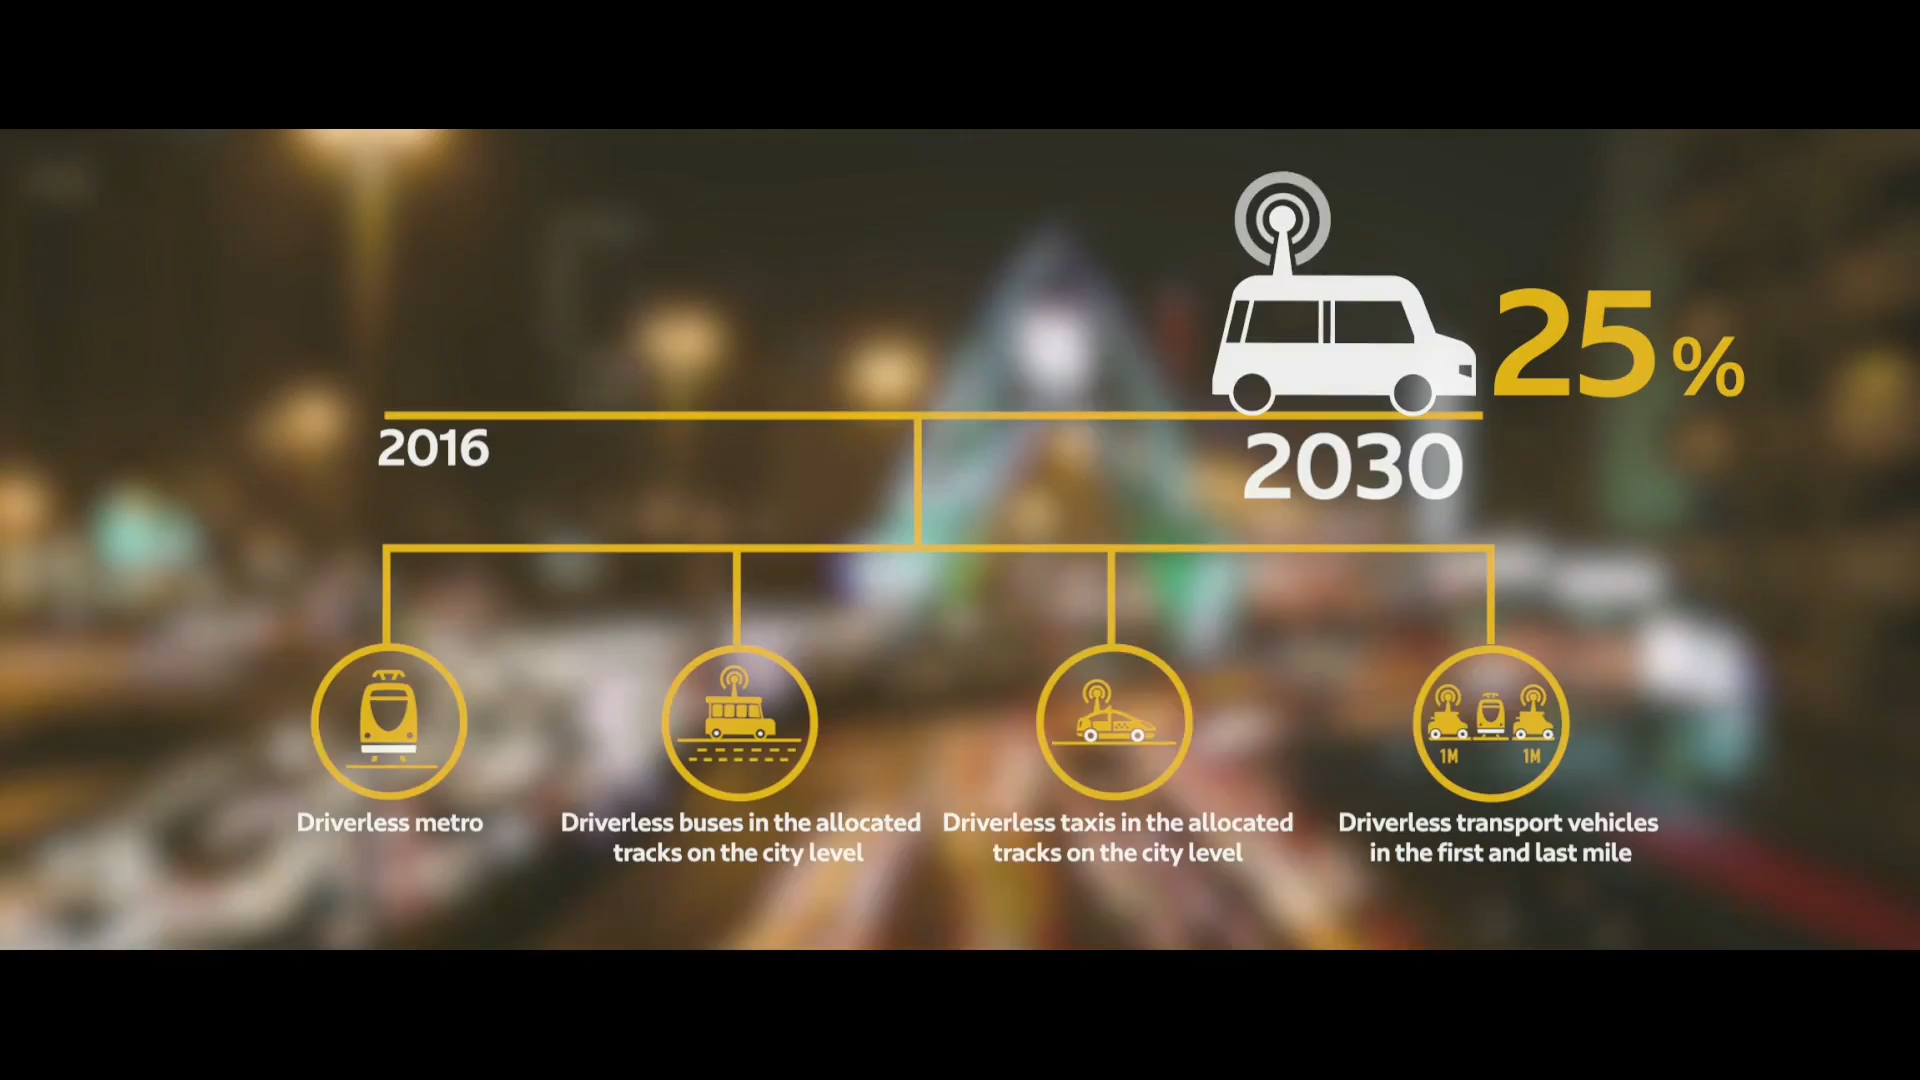 25%
2016
2030
1M 1M
Driverless metro
Driverless buses in the allocated
tracks on the city level
Driverless taxis in the allocated
tracks on the city level
Driverless transport vehicles
in the first and last mile